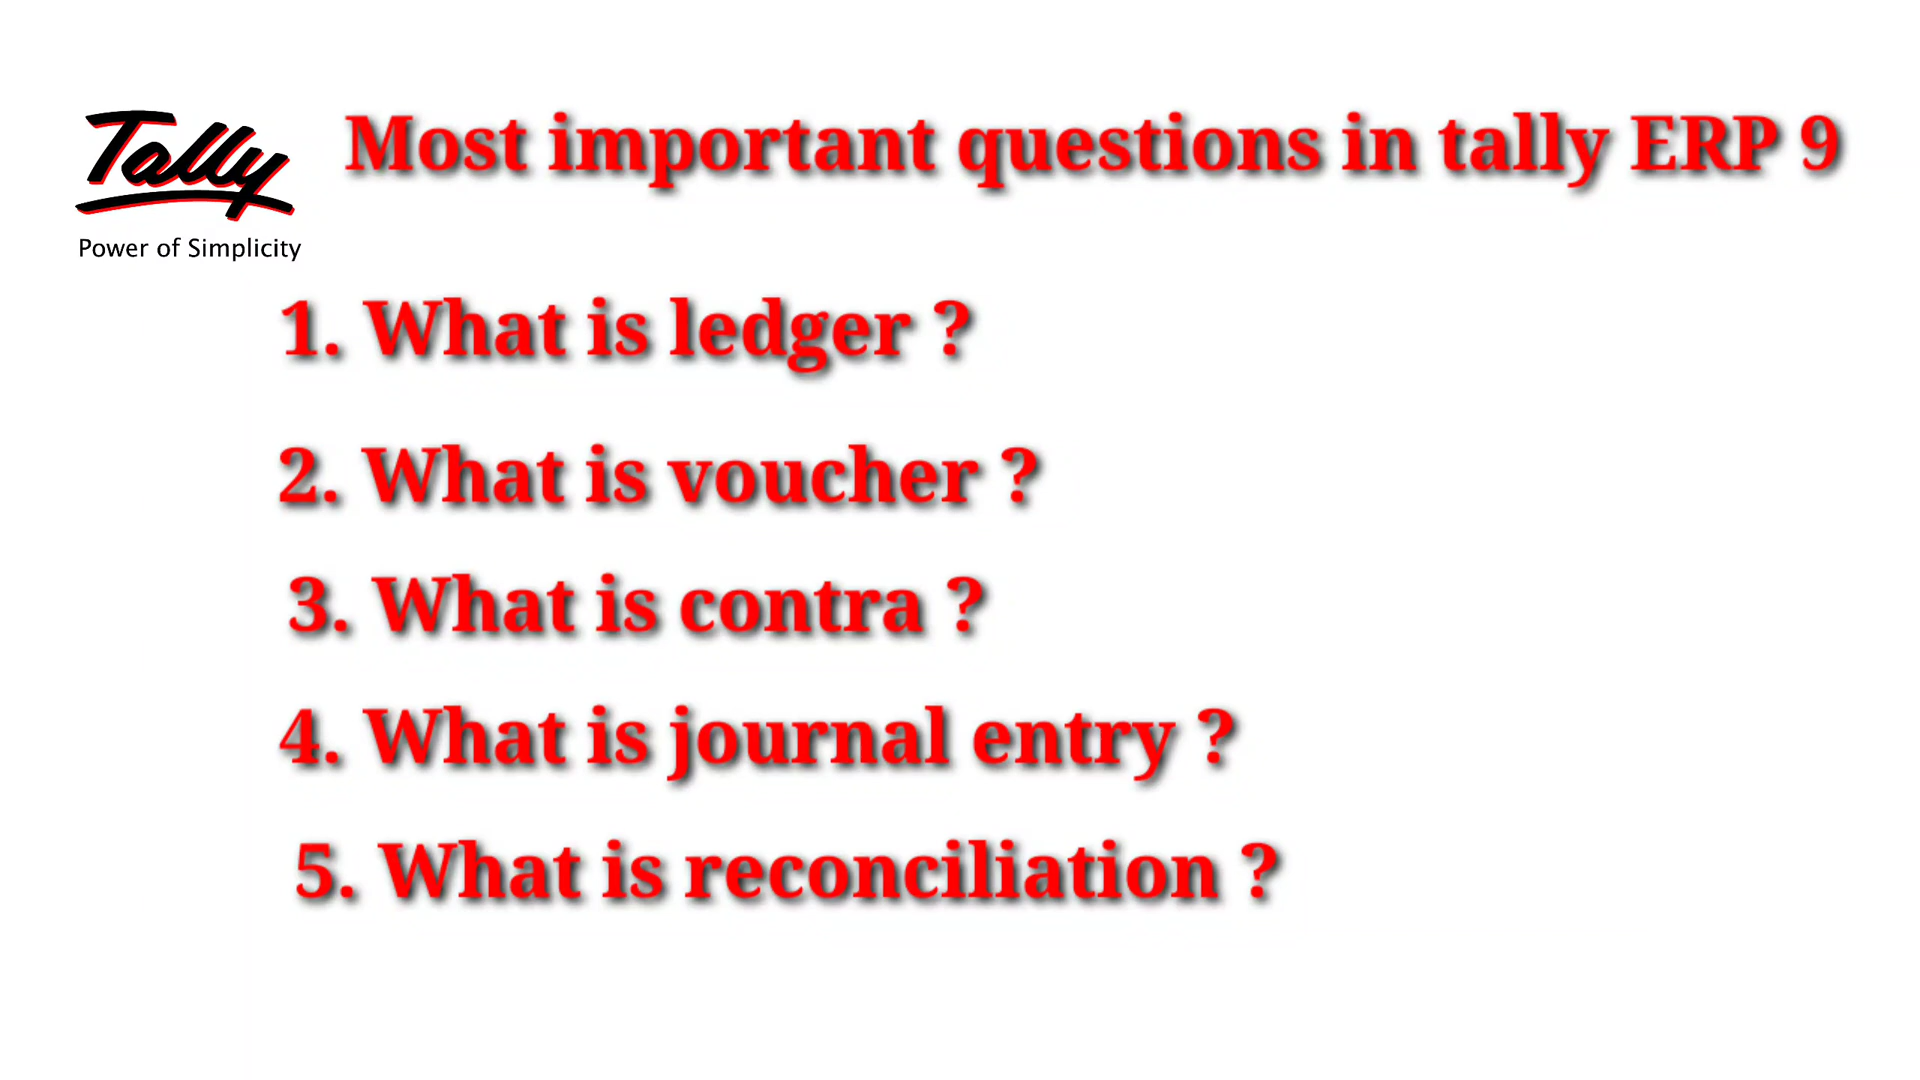 Tally
Power of Simplicity
Most important questions in tally ERP 9
1. What is ledger ?
2. What is voucher ?
3. What is contra ?
4. What is journal entry ?
5. What is reconciliation ?